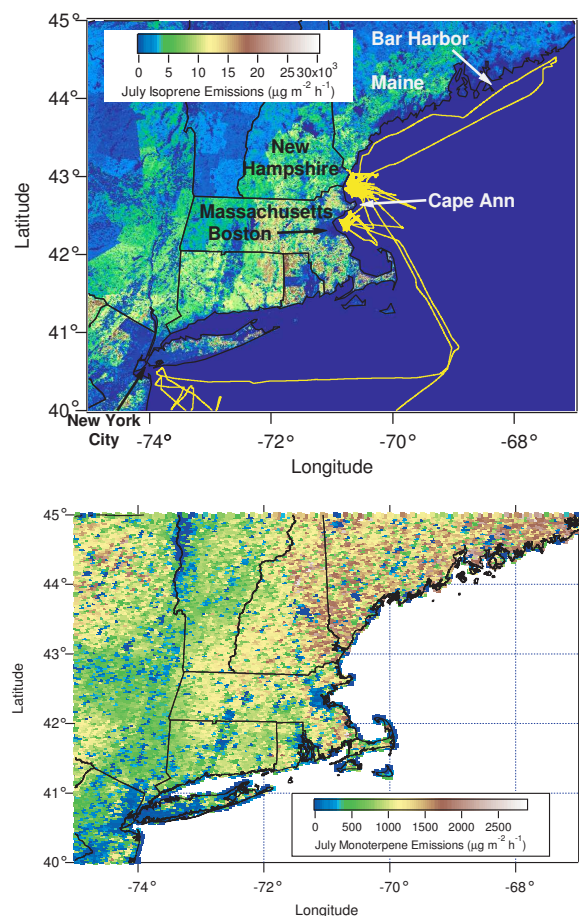 45°
44°
43°
42°
41°
40°
Latitude
0 5 10 15 20 25 30x10³
July Isoprene Emissions (μg m⁻² h⁻¹)
Bar Harbor
Maine
New
Hampshire
Cape Ann
Massachusetts
Boston
New York
City
-74° -72° -70° -68°
Longitude
45°
44°
43°
42°
41°
40°
Latitude
0 500 1000 1500 2000 2500
July Monoterpene Emissions (μg m⁻² h⁻¹)
-74° -72° -70° -68°
Longitude